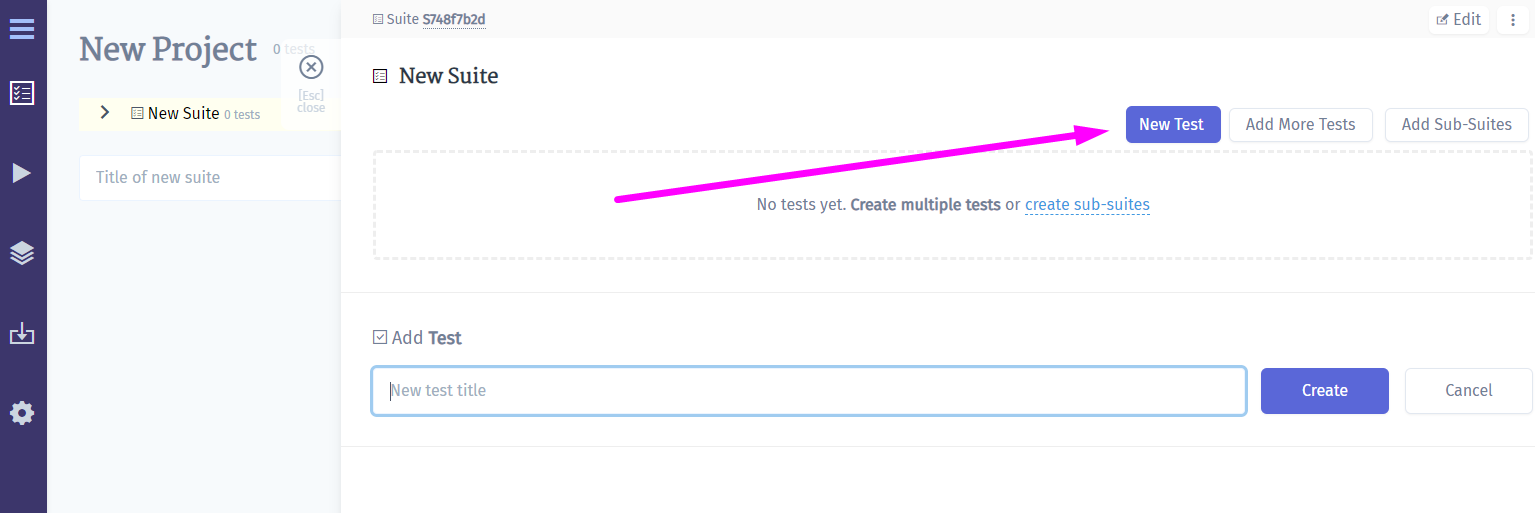 Suite S748f7b2d
Edit
New Project 0 tests
[Esc]
close
New Suite 0 tests
Title of new suite
New Suite
New Test
Add More Tests
Add Sub-Suites
No tests yet. Create multiple tests or create sub-suites
Add Test
New test title
Create
Cancel